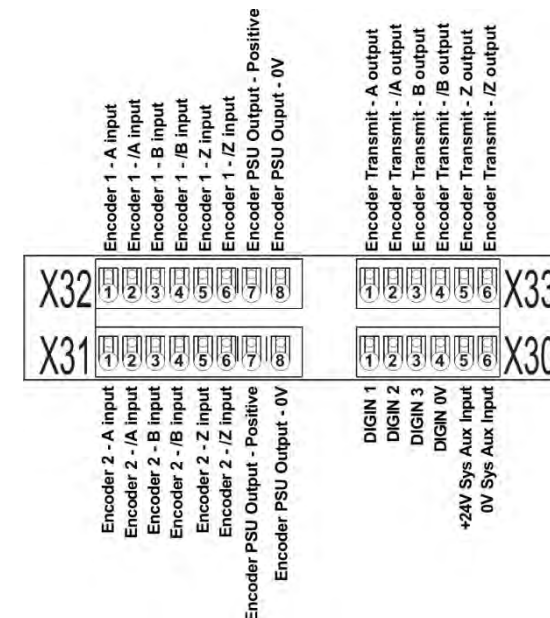 Encoder 1 - A input
Encoder 1 - /A input
Encoder 1 - B input
Encoder 1 - /B input
Encoder 1 - Z input
Encoder 1 - /Z input
Encoder PSU Output - Positive
Encoder PSU Ouput - 0V
Encoder Transmit - A output
Encoder Transmit - /A output
Encoder Transmit - B output
Encoder Transmit - /B output
Encoder Transmit - Z output
Encoder Transmit - /Z output
X32
1 2 3 4 5 6 7 8
1 2 3 4 5 6
X33
X31
1 2 3 4 5 6 7 8
1 2 3 4 5 6
X30
Encoder 2 - A input
Encoder 2 - /A input
Encoder 2 - B input
Encoder 2 - /B input
Encoder 2 - Z input
Encoder 2 - /Z input
Encoder PSU Output - Positive
Encoder PSU Output - 0V
DIGIN 1
DIGIN 2
DIGIN 3
DIGIN 0V
+24V Sys Aux Input
0V Sys Aux Input